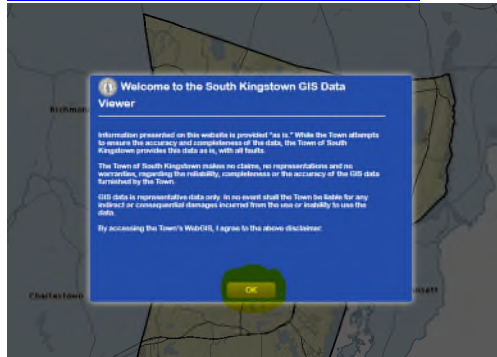 Welcome to the South Kingstown GIS Data
Viewer
Richmon
Information presented on this website is provided "as is." While the Town attempts
to ensure the accuracy and completeness of the data, the Town of South
Kingstown provides this data as is, with all faults.
The Town of South Kingstown makes no claims, no representations and no
warranties, regarding the reliability, completeness or the accuracy of the GIS data
furnished by the Town.
GIS data is representative data only. In no event shall the Town be liable for any
indirect or consequential damages incurred from the use or inability to use the
data.
By accessing the Town's WebGIS, I agree to the above disclaimer.
OK
Charlestown
nsett